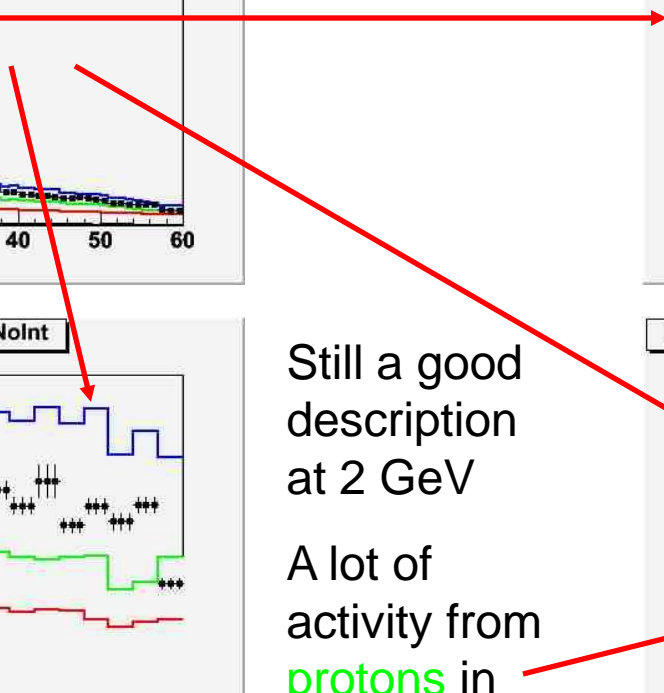 40 50 60
NoInt
Still a good
description
at 2 GeV
A lot of
activity from
protons in